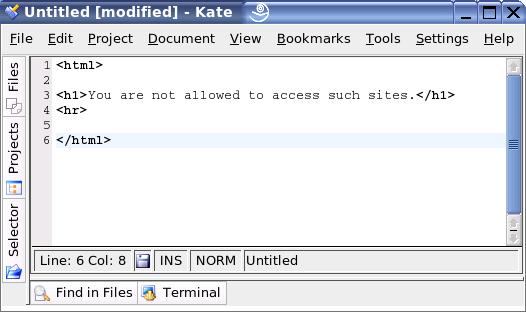 Untitled [modified] - Kate
File Edit Project Document View Bookmarks Tools Settings Help
Files
Projects
Selector
1 <html>
2
3 <h1>You are not allowed to access such sites.</h1>
4 <hr>
5
6 </html>
Line: 6 Col: 8 INS NORM Untitled
Find in Files Terminal